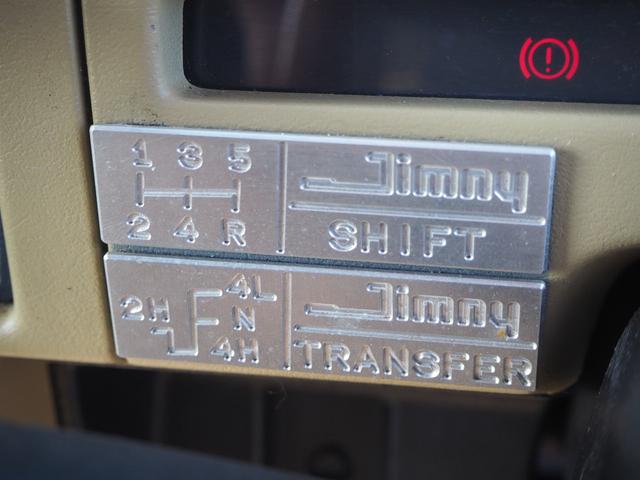 1 3 5
Jimny
2 4 R
SHIFT
4L
2H
N
Jimny
4H
TRANSFER